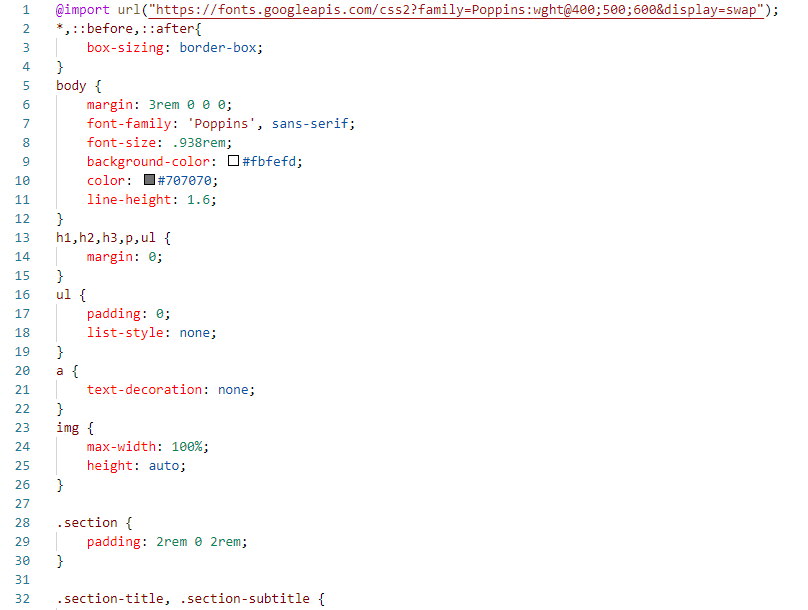 1 @import url("https://fonts.googleapis.com/css2?family=Poppins:wght@400;500;600&display=swap");
2 *,::before,::after{
3 box-sizing: border-box;
4 }
5 body {
6 margin: 3rem 0 0 0;
7 font-family: 'Poppins', sans-serif;
8 font-size: .938rem;
9 background-color: #fbfefd;
10 color: #707070;
11 line-height: 1.6;
12 }
13 h1,h2,h3,p,ul {
14 margin: 0;
15 }
16 ul {
17 padding: 0;
18 list-style: none;
19 }
20 a {
21 text-decoration: none;
22 }
23 img {
24 max-width: 100%;
25 height: auto;
26 }
27
28 .section {
29 padding: 2rem 0 2rem;
30 }
31
32 .section-title, .section-subtitle {